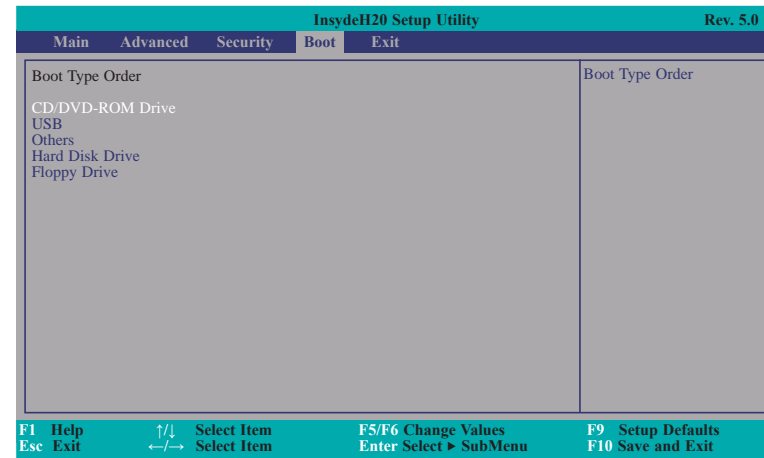 InsydeH20 Setup Utility Rev. 5.0
Main Advanced Security Boot Exit
Boot Type Order
Boot Type Order
CD/DVD-ROM Drive
USB
Others
Hard Disk Drive
Floppy Drive
F1 Help ↑/↓ Select Item F5/F6 Change Values F9 Setup Defaults
Esc Exit ←/→ Select Item Enter Select ▶ SubMenu F10 Save and Exit